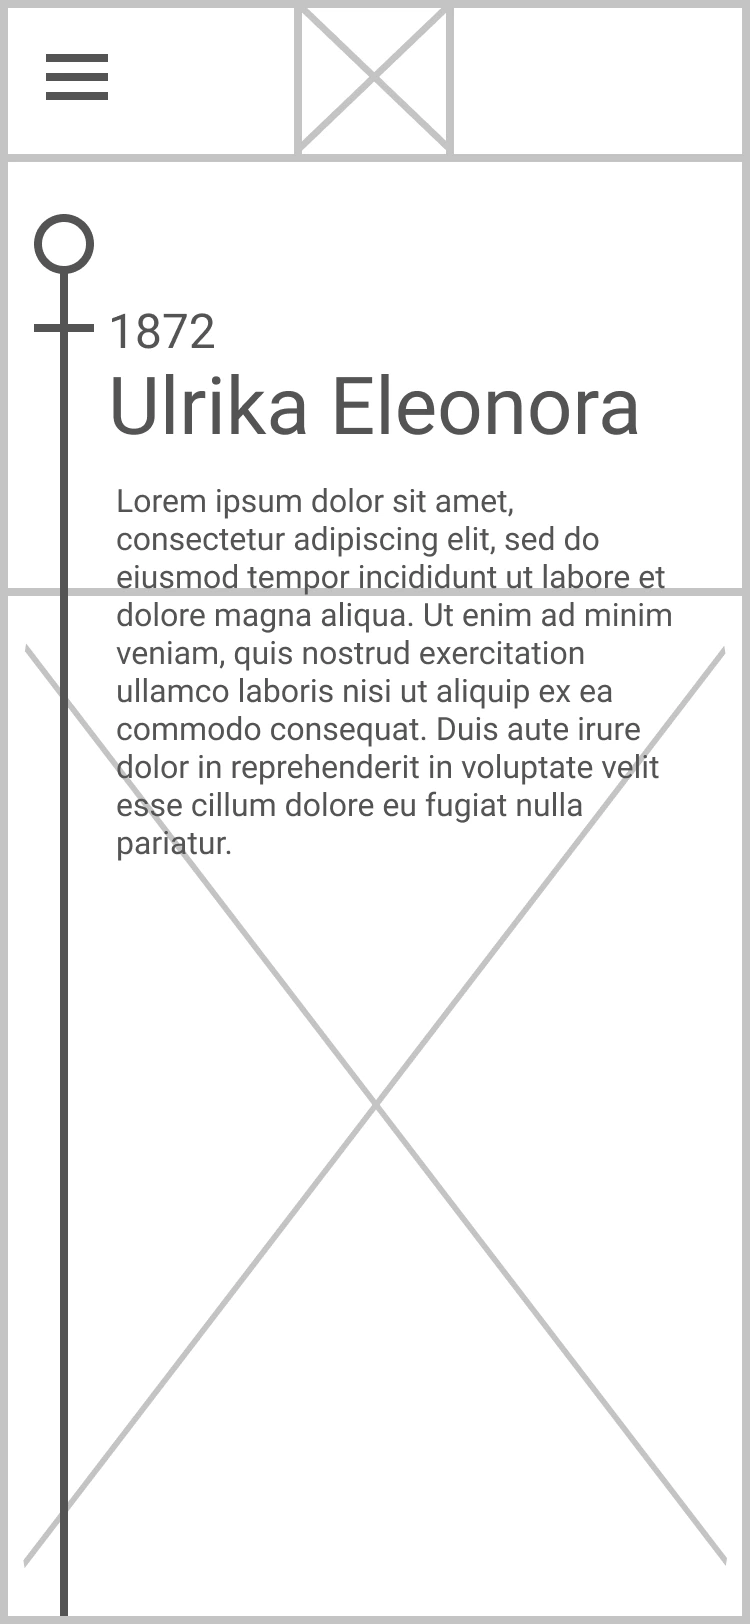 1872
Ulrika Eleonora
Lorem ipsum dolor sit amet,
consectetur adipiscing elit, sed do
eiusmod tempor incididunt ut labore et
dolore magna aliqua. Ut enim ad minim
veniam, quis nostrud exercitation
ullamco laboris nisi ut aliquip ex ea
commodo consequat. Duis aute irure
dolor in reprehenderit in voluptate velit
esse cillum dolore eu fugiat nulla
pariatur.